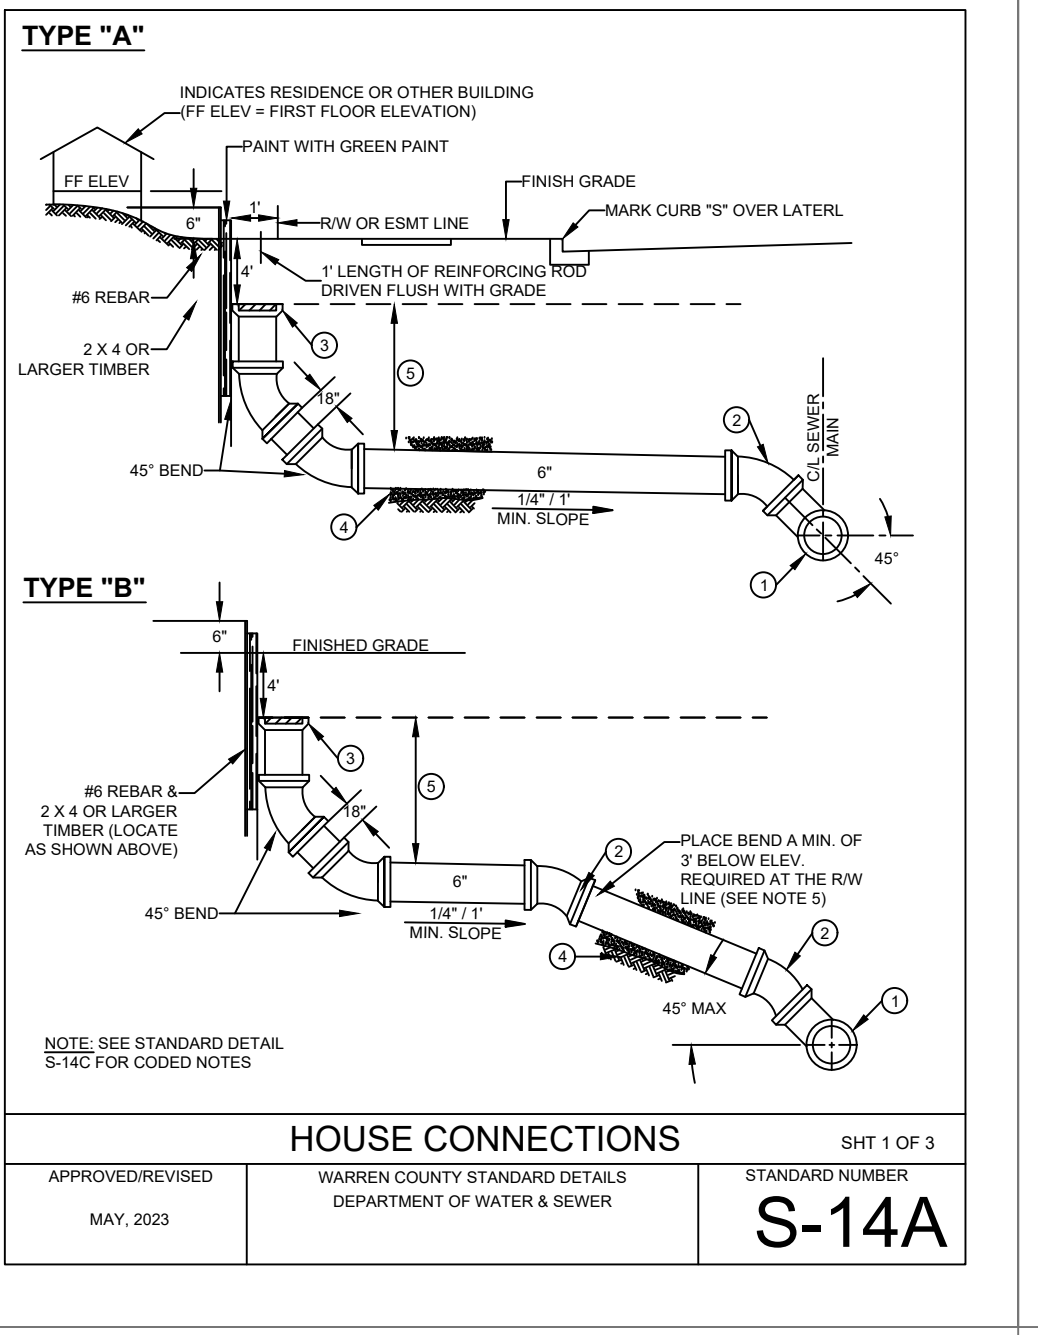 TYPE "A"
INDICATES RESIDENCE OR OTHER BUILDING
(FF ELEV = FIRST FLOOR ELEVATION)
PAINT WITH GREEN PAINT
FF ELEV
FINISH GRADE
1'
MARK CURB "S" OVER LATERL
6"
R/W OR ESMT LINE
4'
1' LENGTH OF REINFORCING ROD
DRIVEN FLUSH WITH GRADE
#6 REBAR
3
2 X 4 OR
LARGER TIMBER
5
18"
2
C/L SEWER
MAIN
45° BEND
6"
1/4" / 1'
MIN. SLOPE
4
45°
1
TYPE "B"
6"
FINISHED GRADE
4'
3
5
#6 REBAR &
2 X 4 OR LARGER
TIMBER (LOCATE
AS SHOWN ABOVE)
18"
2
PLACE BEND A MIN. OF
3' BELOW ELEV.
REQUIRED AT THE R/W
LINE (SEE NOTE 5)
6"
45° BEND
1/4" / 1'
MIN. SLOPE
2
4
45° MAX
1
NOTE: SEE STANDARD DETAIL
S-14C FOR CODED NOTES
HOUSE CONNECTIONS
SHT 1 OF 3
APPROVED/REVISED
MAY, 2023
WARREN COUNTY STANDARD DETAILS
DEPARTMENT OF WATER & SEWER
STANDARD NUMBER
S-14A